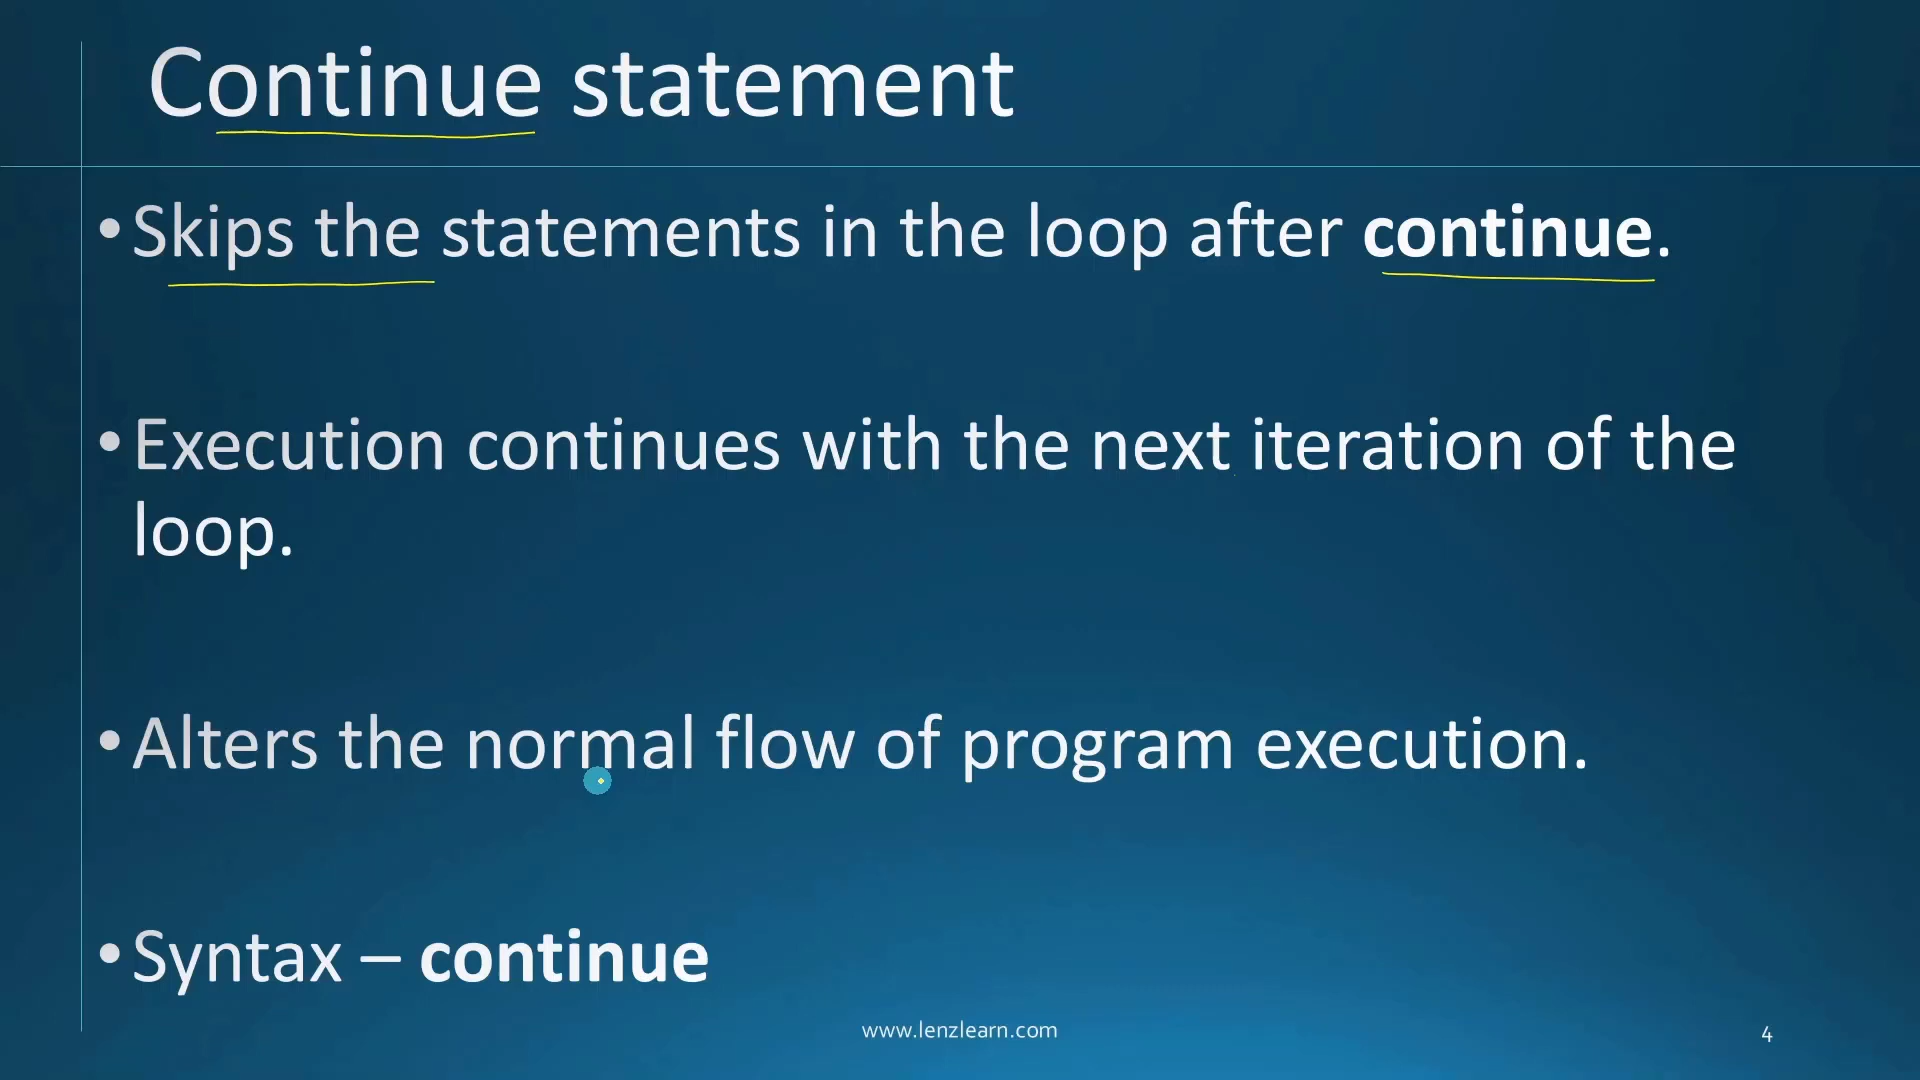 Continue statement
• Skips the statements in the loop after continue.
• Execution continues with the next iteration of the
loop.
• Alters the normal flow of program execution.
• Syntax – continue
www.lenzlearn.com
4